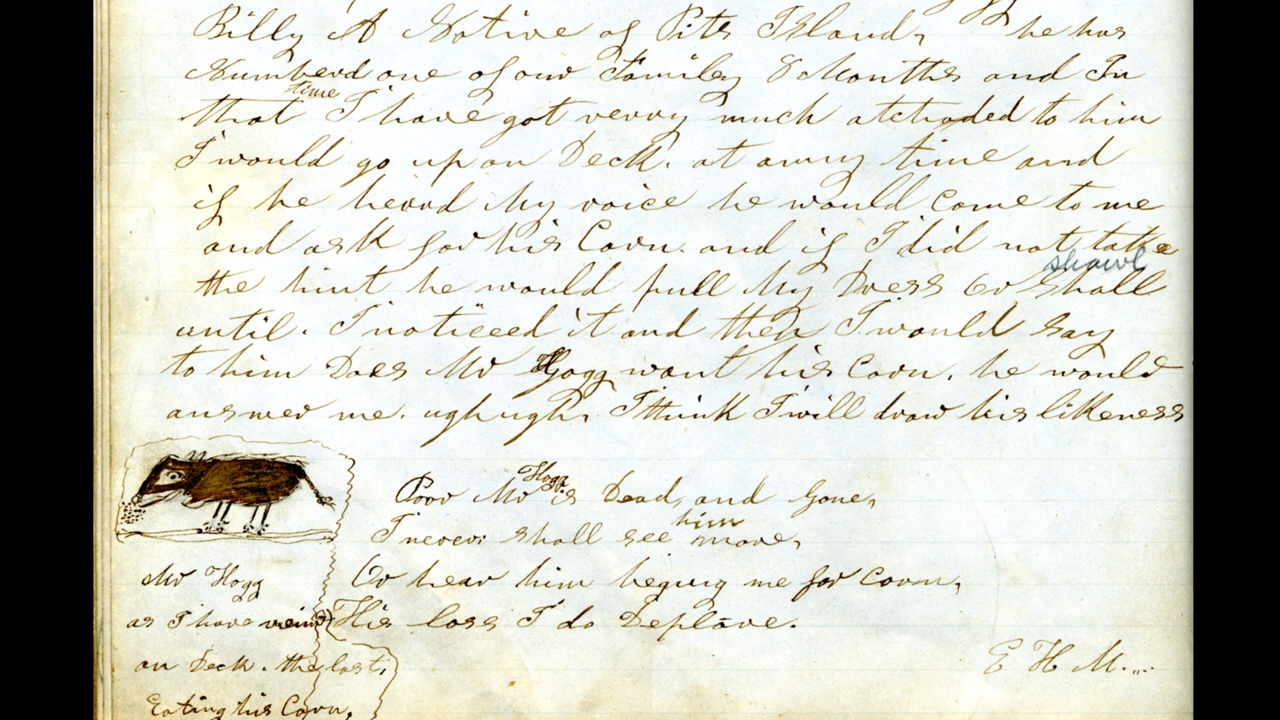 Billy A Native of Pits Island, he has
Numberd one of our Familey 8 Months and In
time
that I have got verry much atchaded to him
I would go up on Deck. at anny time and
if he heard My voice he would Come to me
and ask for his Corn. and if I did not take
shawl
the hint he would pull My Dress Or Shall
until. I noticeed it and then I would Say
to him Does Mr Hogg want his Corn. he would
answer me. ugh ugh. I think I will draw his likeness
Hogg
Poor Mr is Dead, and Gone,
him
I never shall see more,
Or hear him beging me for Corn,
His loss I do Deplore.
E H M...
Mr Hogg
as I have
on Deck. the last,
Eating his Corn,